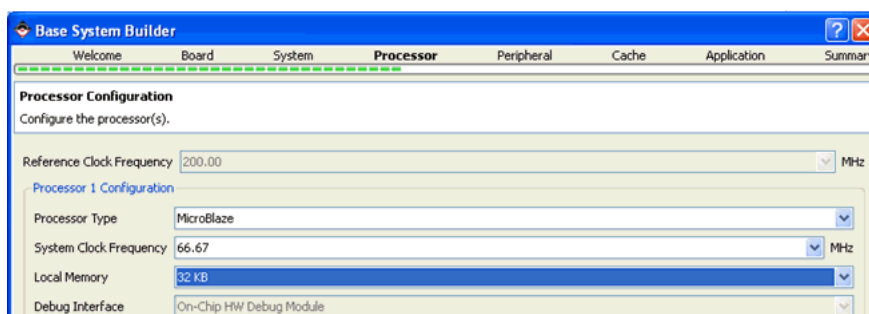 Base System Builder
Welcome Board System Processor Peripheral Cache Application Summary
Processor Configuration
Configure the processor(s).
Reference Clock Frequency 200.00 MHz
Processor 1 Configuration
Processor Type MicroBlaze
System Clock Frequency 66.67 MHz
Local Memory 32 KB
Debug Interface On-Chip HW Debug Module